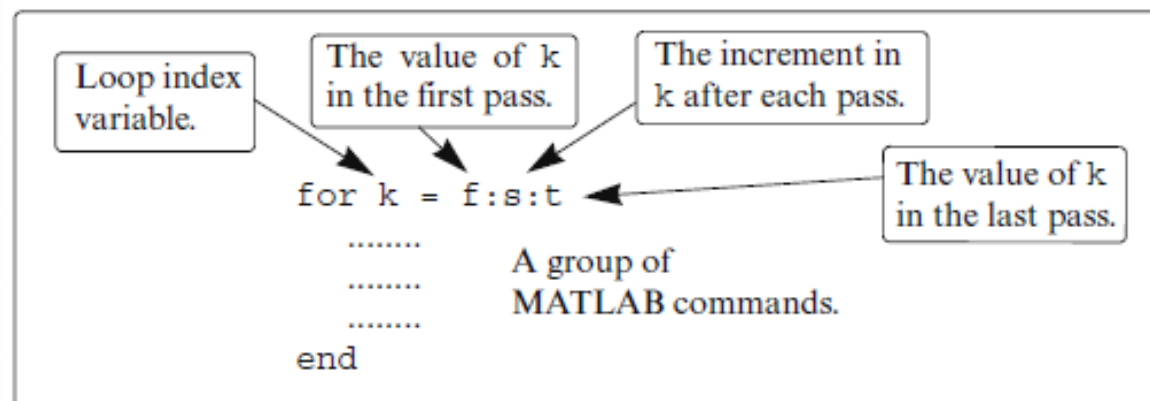 Loop index
variable.
The value of k
in the first pass.
The increment in
k after each pass.
for k = f:s:t
The value of k
in the last pass.
........
........
........
A group of
MATLAB commands.
end